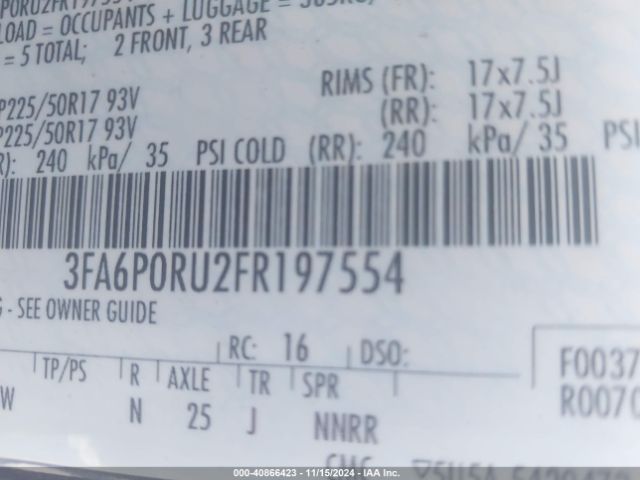 LOAD = OCCUPANTS + LUGGAGE =
= 5 TOTAL; 2 FRONT, 3 REAR
RIMS (FR): 17x7.5J
P225/50R17 93V (RR): 17x7.5J
P225/50R17 93V
R): 240 kPa/ 35 PSI COLD (RR): 240 kPa/ 35 PSI
3FA6P0RU2FR197554
- SEE OWNER GUIDE
RC: 16 DSO:
TP/PS R AXLE TR SPR
F0037
R0070
W N 25 J NNRR
000-40866423 - 11/15/2024 - IAA Inc.